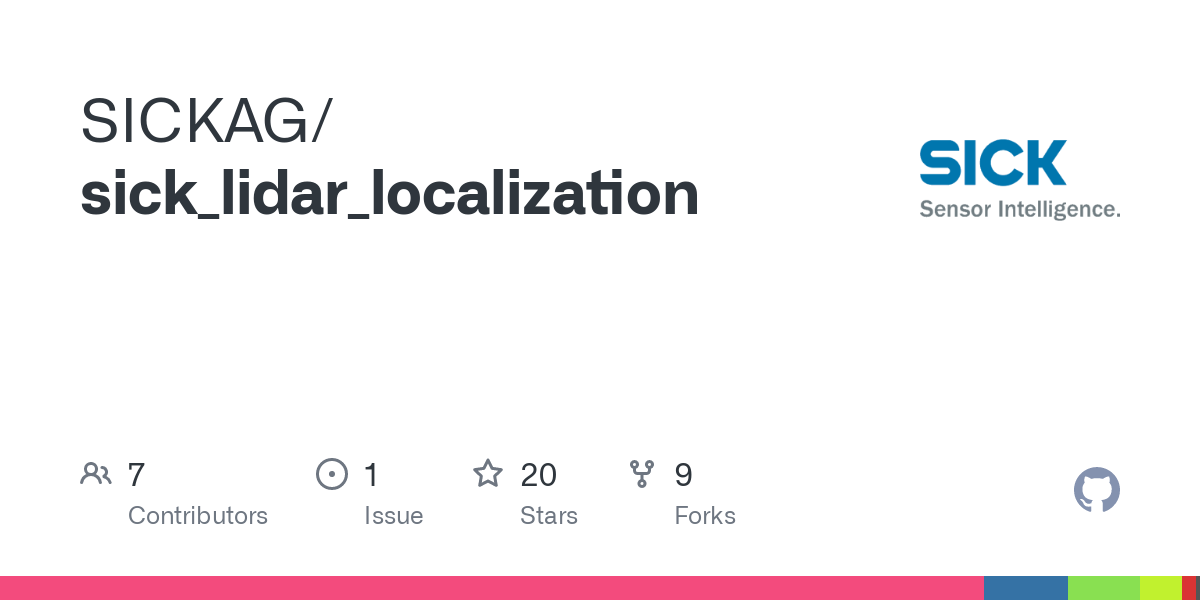 SICKAG/
sick_lidar_localization
SICK
Sensor Intelligence.
7
Contributors
1
Issue
20
Stars
9
Forks